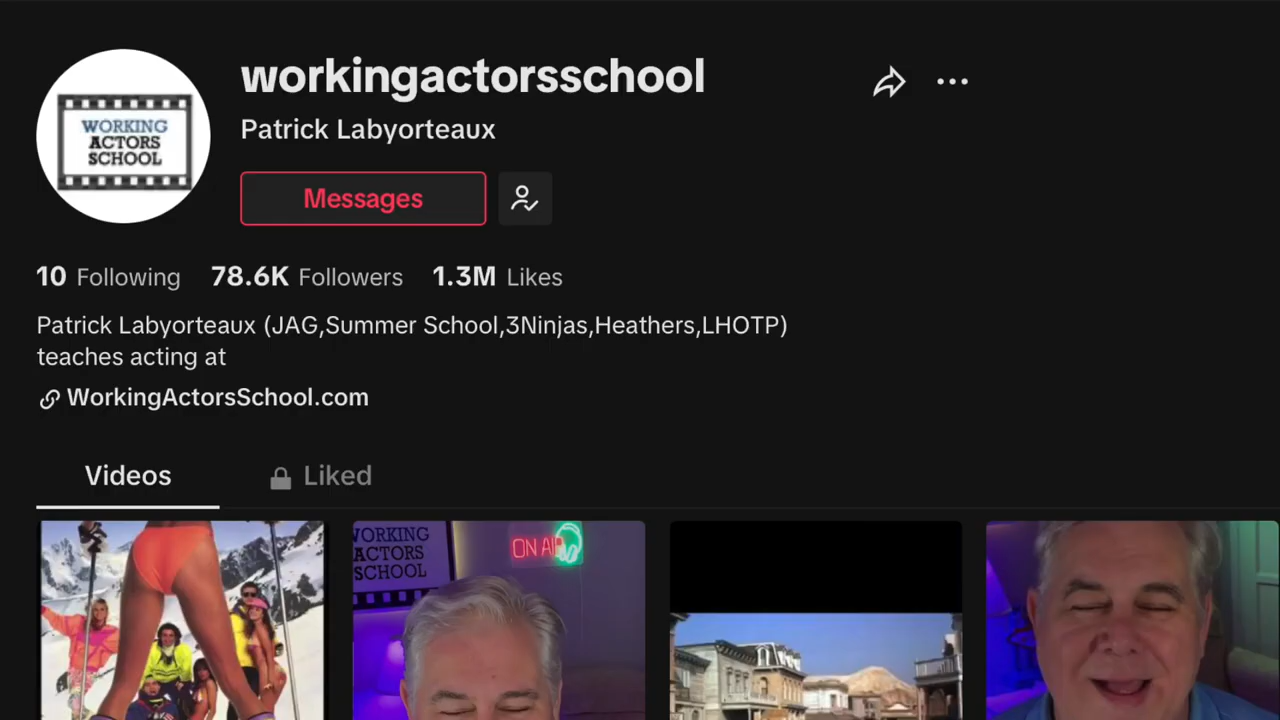 workingactorsschool
WORKING
ACTORS
SCHOOL
Patrick Labyorteaux
Messages
10 Following 78.6K Followers 1.3M Likes
Patrick Labyorteaux (JAG,Summer School,3Ninjas,Heathers,LHOTP)
teaches acting at
WorkingActorsSchool.com
Videos Liked
WORKING
ACTORS
SCHOOL
ON AIR